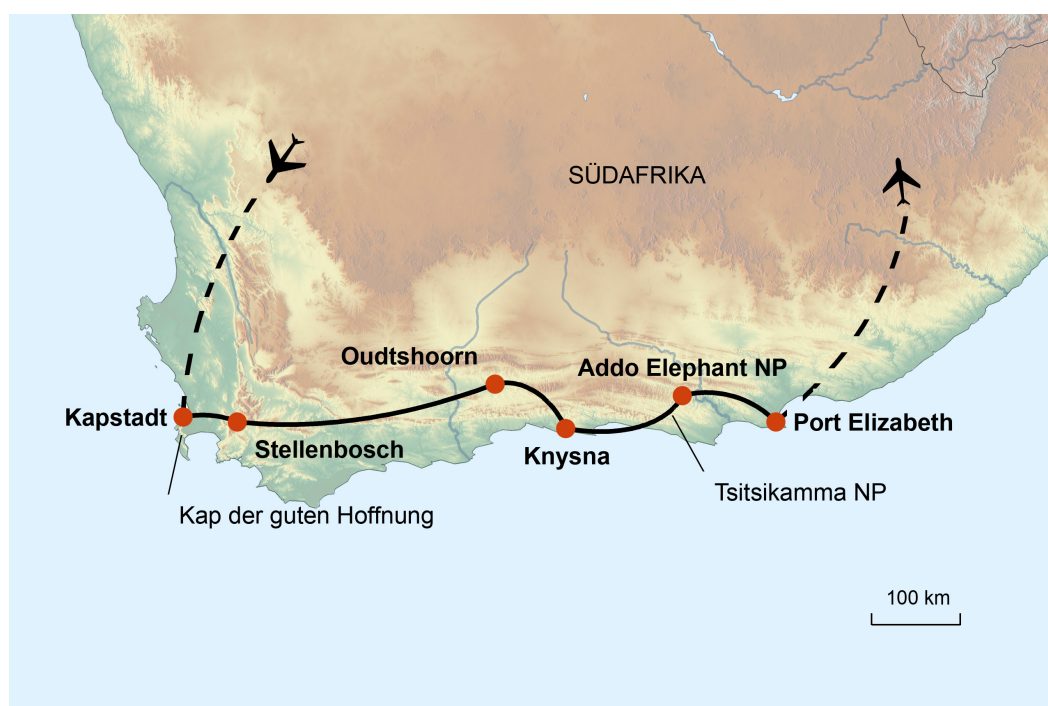 SÜDAFRIKA
Oudtshoorn
Addo Elephant NP
Kapstadt
Port Elizabeth
Stellenbosch
Knysna
Tsitsikamma NP
Kap der guten Hoffnung
100 km